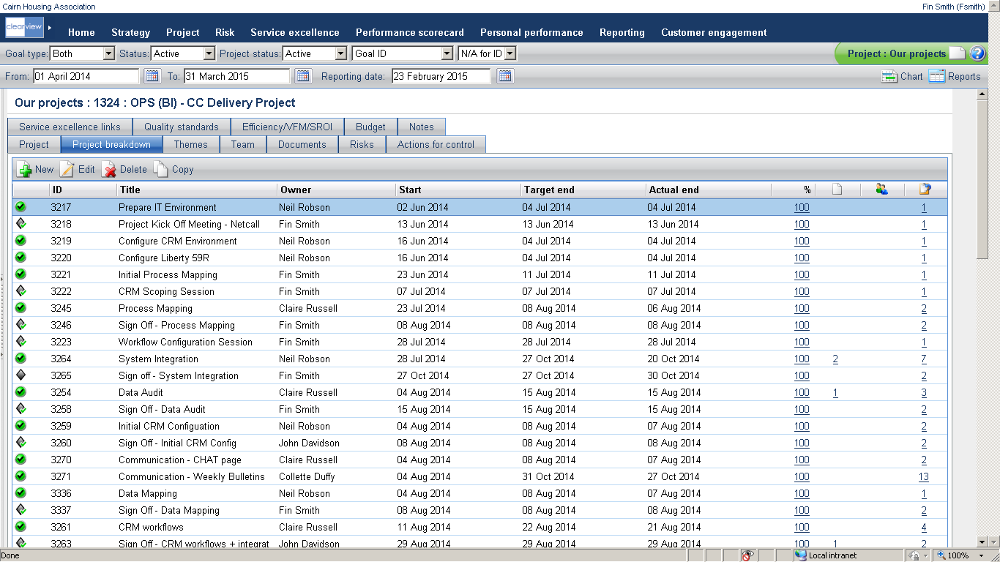 Cairn Housing Association Fin Smith (Fsmith)
clearview Home Strategy Project Risk Service excellence Performance scorecard Personal performance Reporting Customer engagement
Goal type: Both Status: Active Project status: Active Goal ID N/A for ID Project : Our projects ?
From: 01 April 2014 To: 31 March 2015 Reporting date: 23 February 2015 Chart Reports
Our projects : 1324 : OPS (BI) - CC Delivery Project
Service excellence links Quality standards Efficiency/VFM/SROI Budget Notes
Project Project breakdown Themes Team Documents Risks Actions for control
New Edit Delete Copy
ID Title Owner Start Target end Actual end %
3217 Prepare IT Environment Neil Robson 02 Jun 2014 04 Jul 2014 04 Jul 2014 100 1
3218 Project Kick Off Meeting - Netcall Fin Smith 13 Jun 2014 13 Jun 2014 13 Jun 2014 100 1
3219 Configure CRM Environment Neil Robson 16 Jun 2014 04 Jul 2014 04 Jul 2014 100 1
3220 Configure Liberty 59R Neil Robson 16 Jun 2014 04 Jul 2014 04 Jul 2014 100 1
3221 Initial Process Mapping Fin Smith 23 Jun 2014 11 Jul 2014 11 Jul 2014 100 1
3222 CRM Scoping Session Fin Smith 07 Jul 2014 07 Jul 2014 07 Jul 2014 100 1
3245 Process Mapping Claire Russell 23 Jul 2014 08 Aug 2014 06 Aug 2014 100 2
3246 Sign Off - Process Mapping Fin Smith 08 Aug 2014 08 Aug 2014 08 Aug 2014 100 2
3223 Workflow Configuration Session Fin Smith 28 Jul 2014 28 Jul 2014 28 Jul 2014 100 1
3264 System Integration Neil Robson 28 Jul 2014 27 Oct 2014 20 Oct 2014 100 2 7
3265 Sign off - System Integration Fin Smith 27 Oct 2014 27 Oct 2014 30 Oct 2014 100 2
3254 Data Audit Claire Russell 04 Aug 2014 15 Aug 2014 15 Aug 2014 100 1 3
3258 Sign Off - Data Audit Fin Smith 15 Aug 2014 15 Aug 2014 15 Aug 2014 100 2
3259 Initial CRM Configuation Neil Robson 04 Aug 2014 08 Aug 2014 07 Aug 2014 100 2
3260 Sign Off - Initial CRM Config John Davidson 08 Aug 2014 08 Aug 2014 08 Aug 2014 100 2
3270 Communication - CHAT page Claire Russell 04 Aug 2014 15 Aug 2014 15 Aug 2014 100 2
3271 Communication - Weekly Bulletins Collette Duffy 04 Aug 2014 31 Oct 2014 27 Oct 2014 100 13
3336 Data Mapping Neil Robson 04 Aug 2014 08 Aug 2014 07 Aug 2014 100 1
3337 Sign Off - Data Mapping Fin Smith 08 Aug 2014 08 Aug 2014 08 Aug 2014 100 2
3261 CRM workflows Claire Russell 11 Aug 2014 22 Aug 2014 21 Aug 2014 100 4
3263 Sign Off - CRM workflows + integrat John Davidson 29 Aug 2014 29 Aug 2014 29 Aug 2014 100 1 2
Done Local intranet 100%